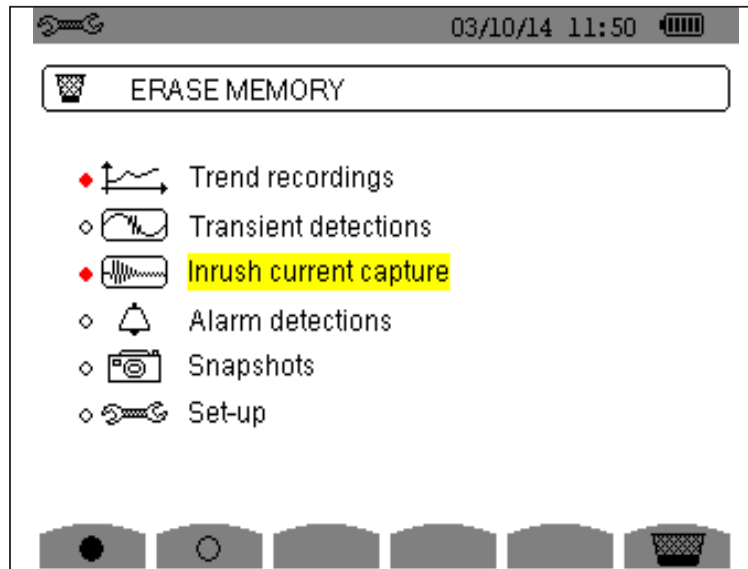 03/10/14 11:50
ERASE MEMORY
Trend recordings
Transient detections
Inrush current capture
Alarm detections
Snapshots
Set-up